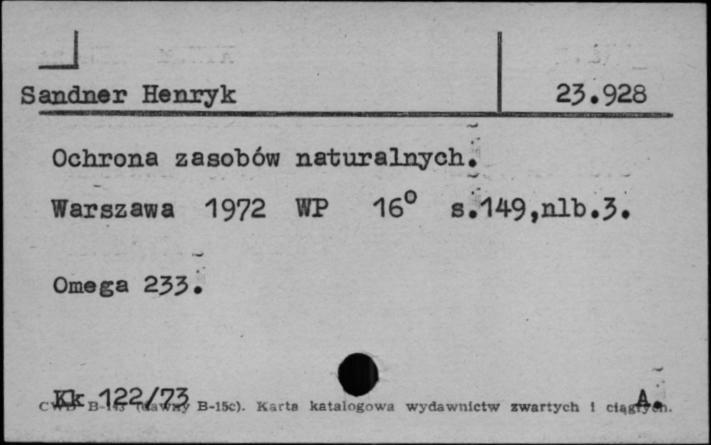 Sandner Henryk 23.928
Ochrona zasobów naturalnych.
Warszawa 1972 WP 16° s.149,nlb.3.
Omega 233.
Kk 122/73 A.
B-15c). Karta katalogowa wydawnictw zwartych i ciągłych.